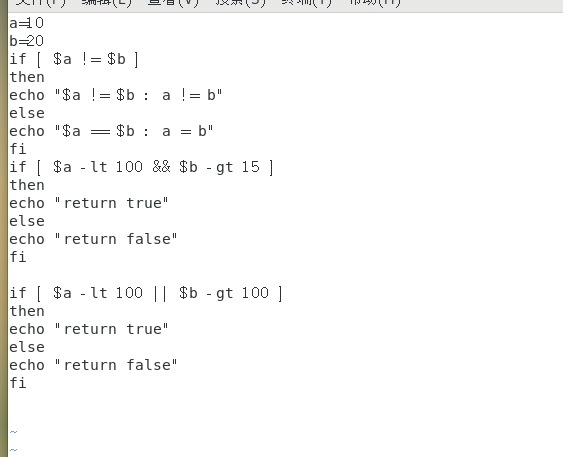 文件(F) 编辑(E) 查看(V) 搜索(S) 终端(T) 帮助(H)
a=10
b=20
if [ $a != $b ]
then
echo "$a != $b : a != b"
else
echo "$a == $b : a = b"
fi
if [ $a -lt 100 && $b -gt 15 ]
then
echo "return true"
else
echo "return false"
fi
if [ $a -lt 100 || $b -gt 100 ]
then
echo "return true"
else
echo "return false"
fi
~
~